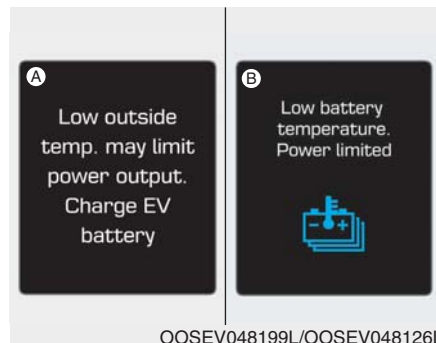 A
Low outside
temp. may limit
power output.
Charge EV
battery
B
Low battery
temperature.
Power limited
OOSEV048199L/OOSEV048126L